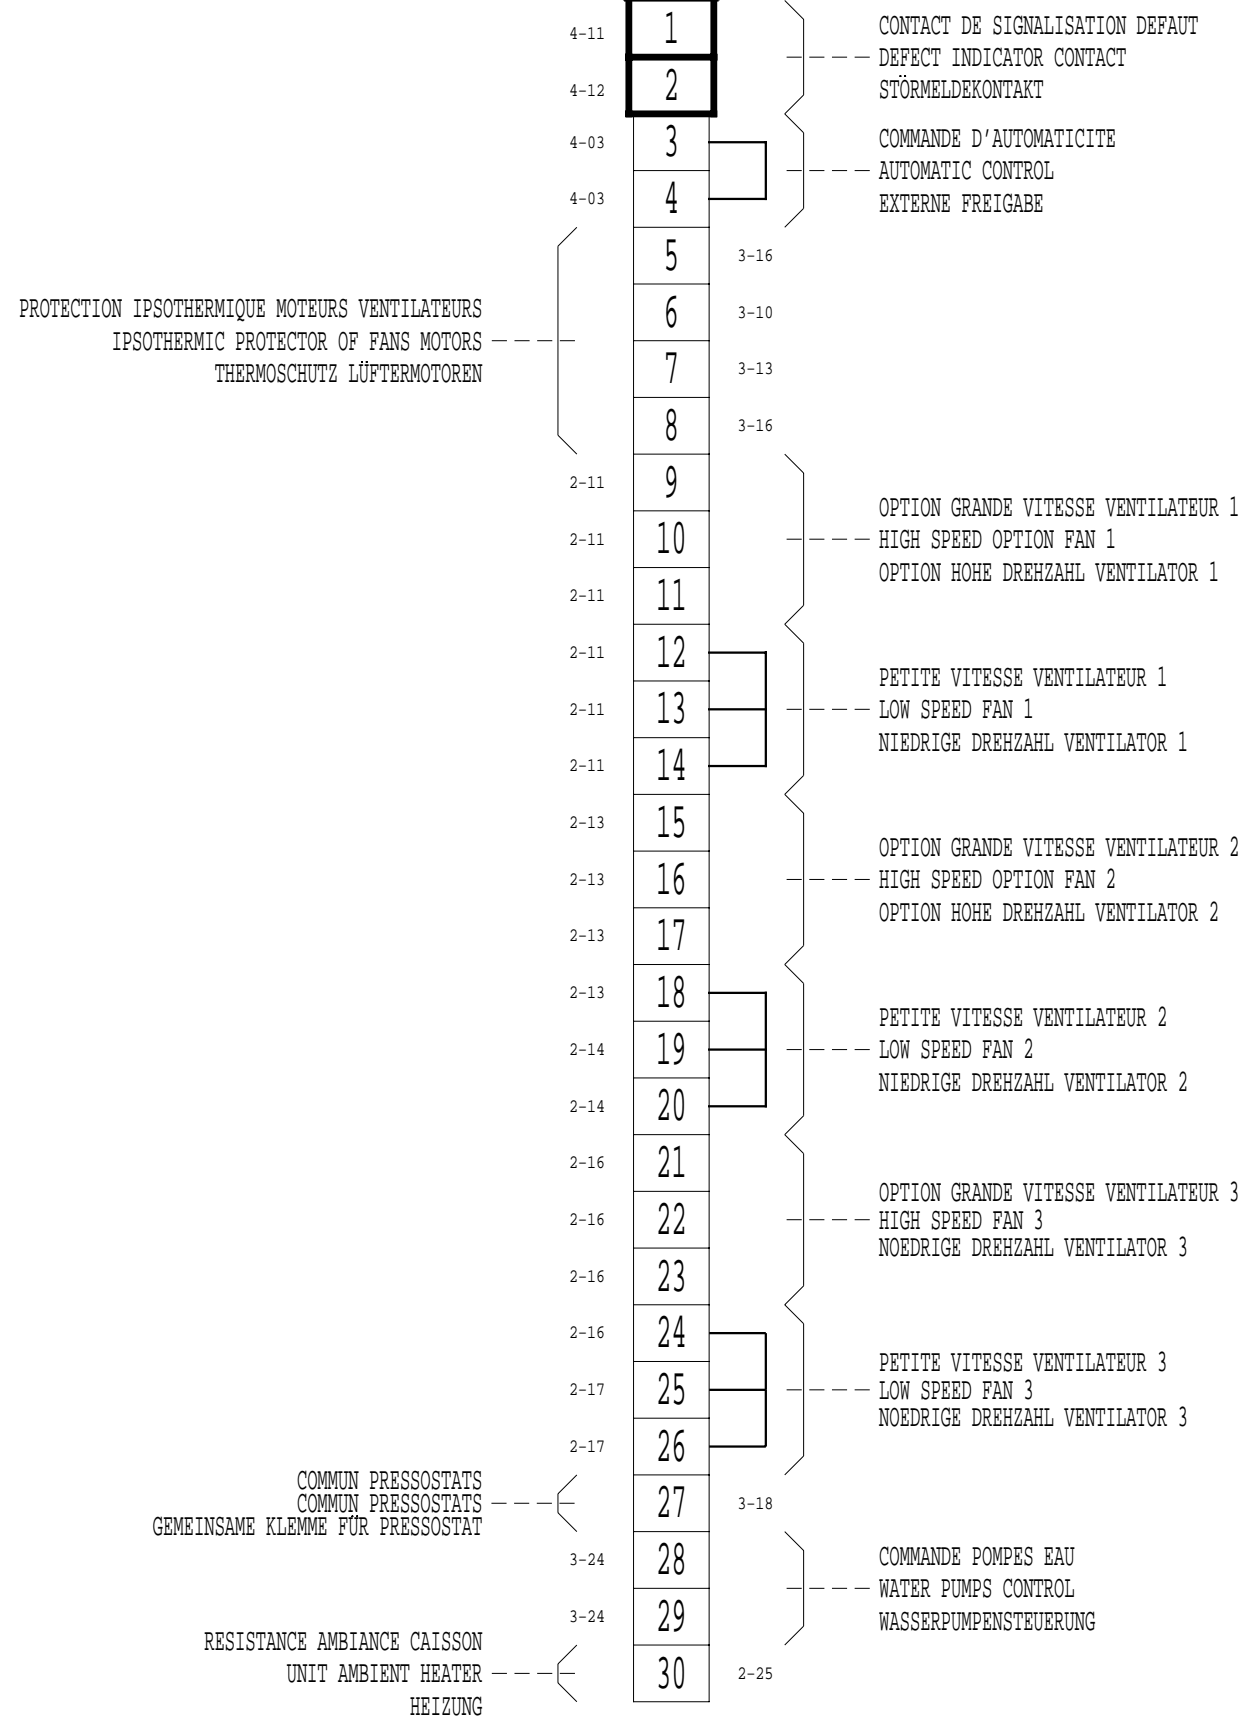 4-11 1 CONTACT DE SIGNALISATION DEFAUT
DEFECT INDICATOR CONTACT
4-12 2 STÖRMELDEKONTAKT
4-03 3 COMMANDE D'AUTOMATICITE
AUTOMATIC CONTROL
4-03 4 EXTERNE FREIGABE
5 3-16
PROTECTION IPSOTHERMIQUE MOTEURS VENTILATEURS 6 3-10
IPSOTHERMIC PROTECTOR OF FANS MOTORS
THERMOSCHUTZ LÜFTERMOTOREN 7 3-13
8 3-16
2-11 9
OPTION GRANDE VITESSE VENTILATEUR 1
2-11 10 HIGH SPEED OPTION FAN 1
OPTION HOHE DREHZAHL VENTILATOR 1
2-11 11
2-11 12
PETITE VITESSE VENTILATEUR 1
2-11 13 LOW SPEED FAN 1
NIEDRIGE DREHZAHL VENTILATOR 1
2-11 14
2-13 15
OPTION GRANDE VITESSE VENTILATEUR 2
2-13 16 HIGH SPEED OPTION FAN 2
OPTION HOHE DREHZAHL VENTILATOR 2
2-13 17
2-13 18
PETITE VITESSE VENTILATEUR 2
2-14 19 LOW SPEED FAN 2
NIEDRIGE DREHZAHL VENTILATOR 2
2-14 20
2-16 21
OPTION GRANDE VITESSE VENTILATEUR 3
2-16 22 HIGH SPEED FAN 3
NOEDRIGE DREHZAHL VENTILATOR 3
2-16 23
2-16 24
PETITE VITESSE VENTILATEUR 3
2-17 25 LOW SPEED FAN 3
NOEDRIGE DREHZAHL VENTILATOR 3
2-17 26
COMMUN PRESSOSTATS
COMMUN PRESSOSTATS 27 3-18
GEMEINSAME KLEMME FÜR PRESSOSTAT
3-24 28 COMMANDE POMPES EAU
WATER PUMPS CONTROL
3-24 29 WASSERPUMPENSTEUERUNG
RESISTANCE AMBIANCE CAISSON
UNIT AMBIENT HEATER 30 2-25
HEIZUNG